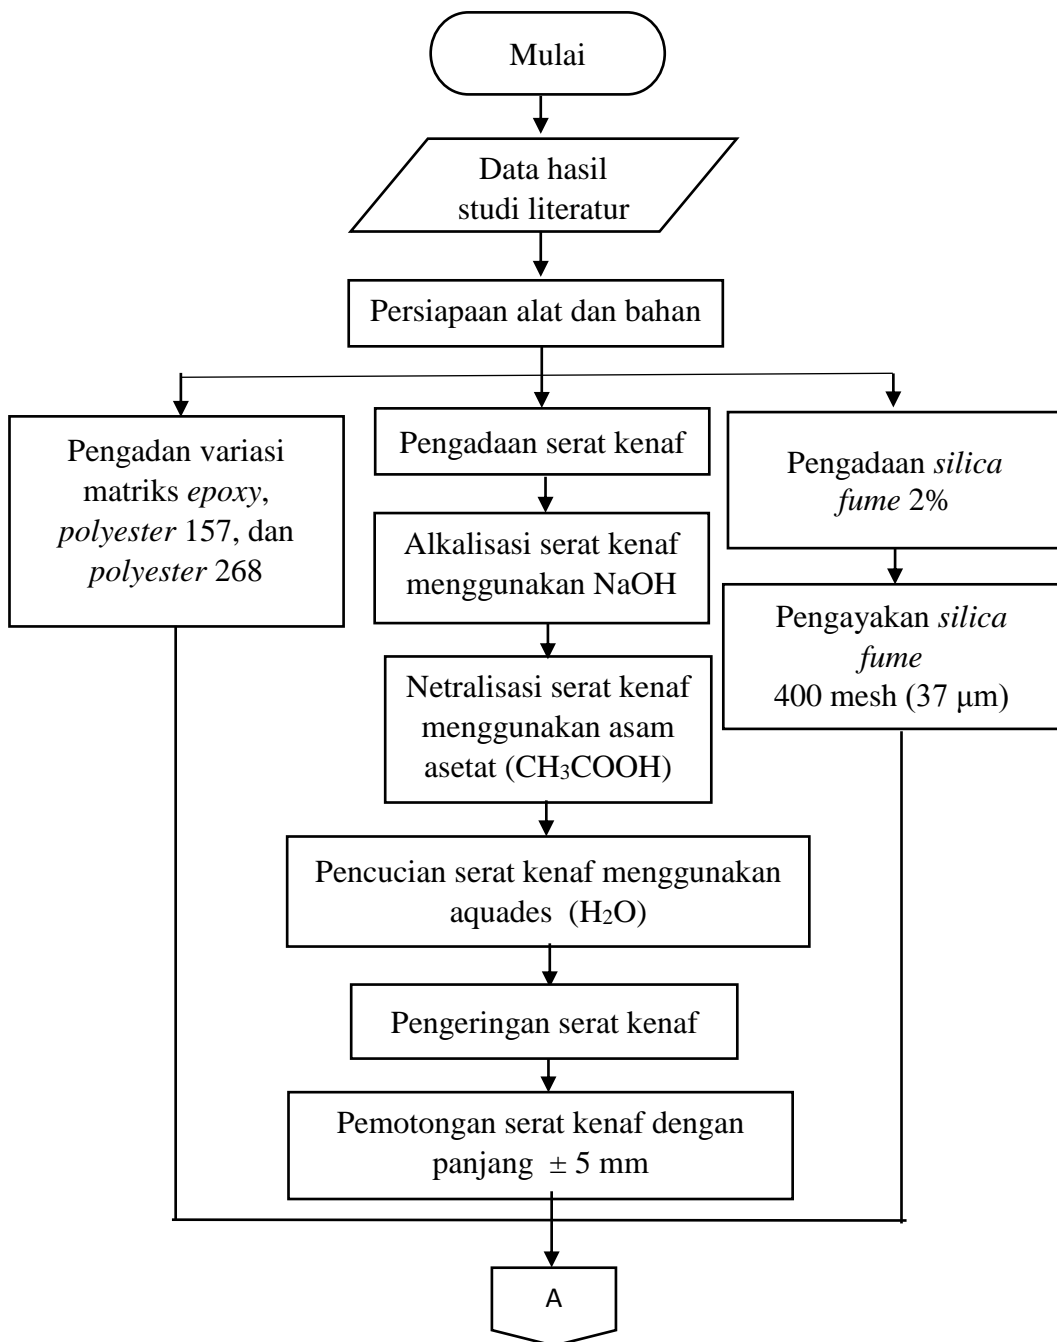 Mulai
Data hasil
studi literatur
Persiapaan alat dan bahan
Pengadan variasi
matriks epoxy,
polyester 157, dan
polyester 268
Pengadaan serat kenaf
Alkalisasi serat kenaf
menggunakan NaOH
Netralisasi serat kenaf
menggunakan asam
asetat (CH₃COOH)
Pencucian serat kenaf menggunakan
aquades (H₂O)
Pengeringan serat kenaf
Pemotongan serat kenaf dengan
panjang ± 5 mm
Pengadaan silica
fume 2%
Pengayakan silica
fume
400 mesh (37 μm)
A